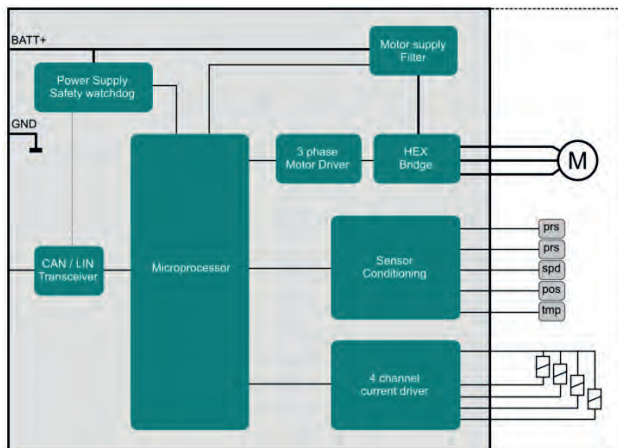 BATT+
Motor supply
Filter
Power Supply
Safety watchdog
GND
3 phase
Motor Driver
HEX
Bridge
M
CAN / LIN
Transceiver
Microprocessor
Sensor
Conditioning
prs
prs
spd
pos
tmp
4 channel
current driver